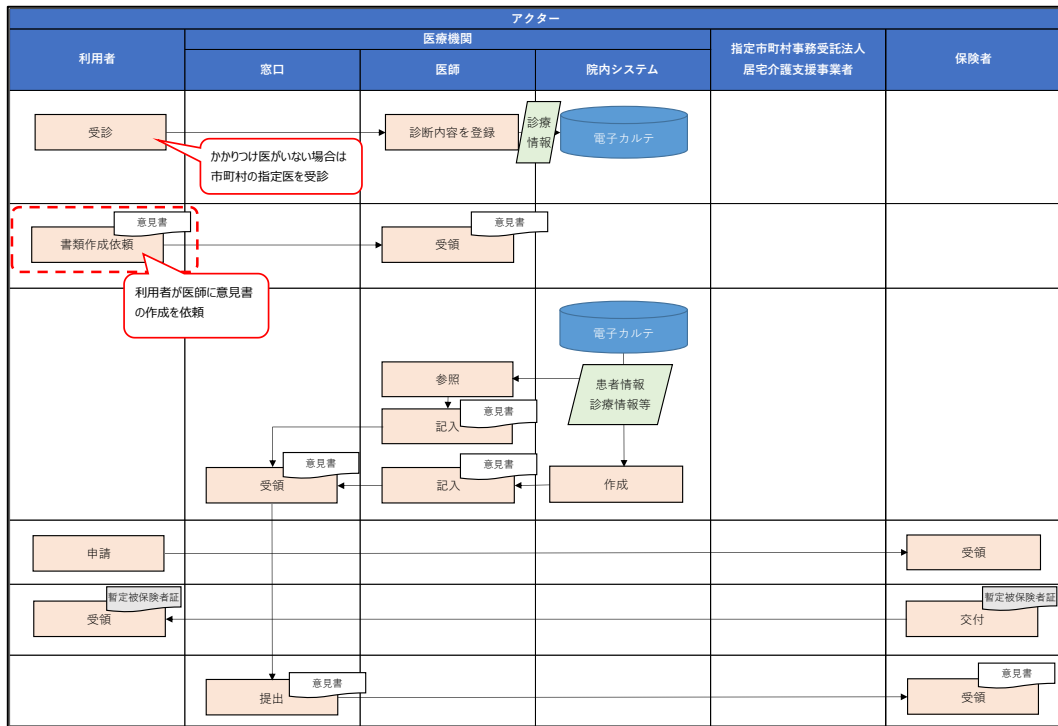 アクター
利用者
医療機関
指定市町村事務受託法人
居宅介護支援事業者
保険者
窓口
医師
院内システム
受診
診断内容を登録
診療
情報
電子カルテ
かかりつけ医がいない場合は
市町村の指定医を受診
意見書
書類作成依頼
意見書
受領
利用者が医師に意見書
の作成を依頼
電子カルテ
参照
患者情報
診療情報等
意見書
記入
意見書
受領
意見書
記入
作成
申請
受領
暫定被保険者証
受領
暫定被保険者証
交付
意見書
提出
意見書
受領